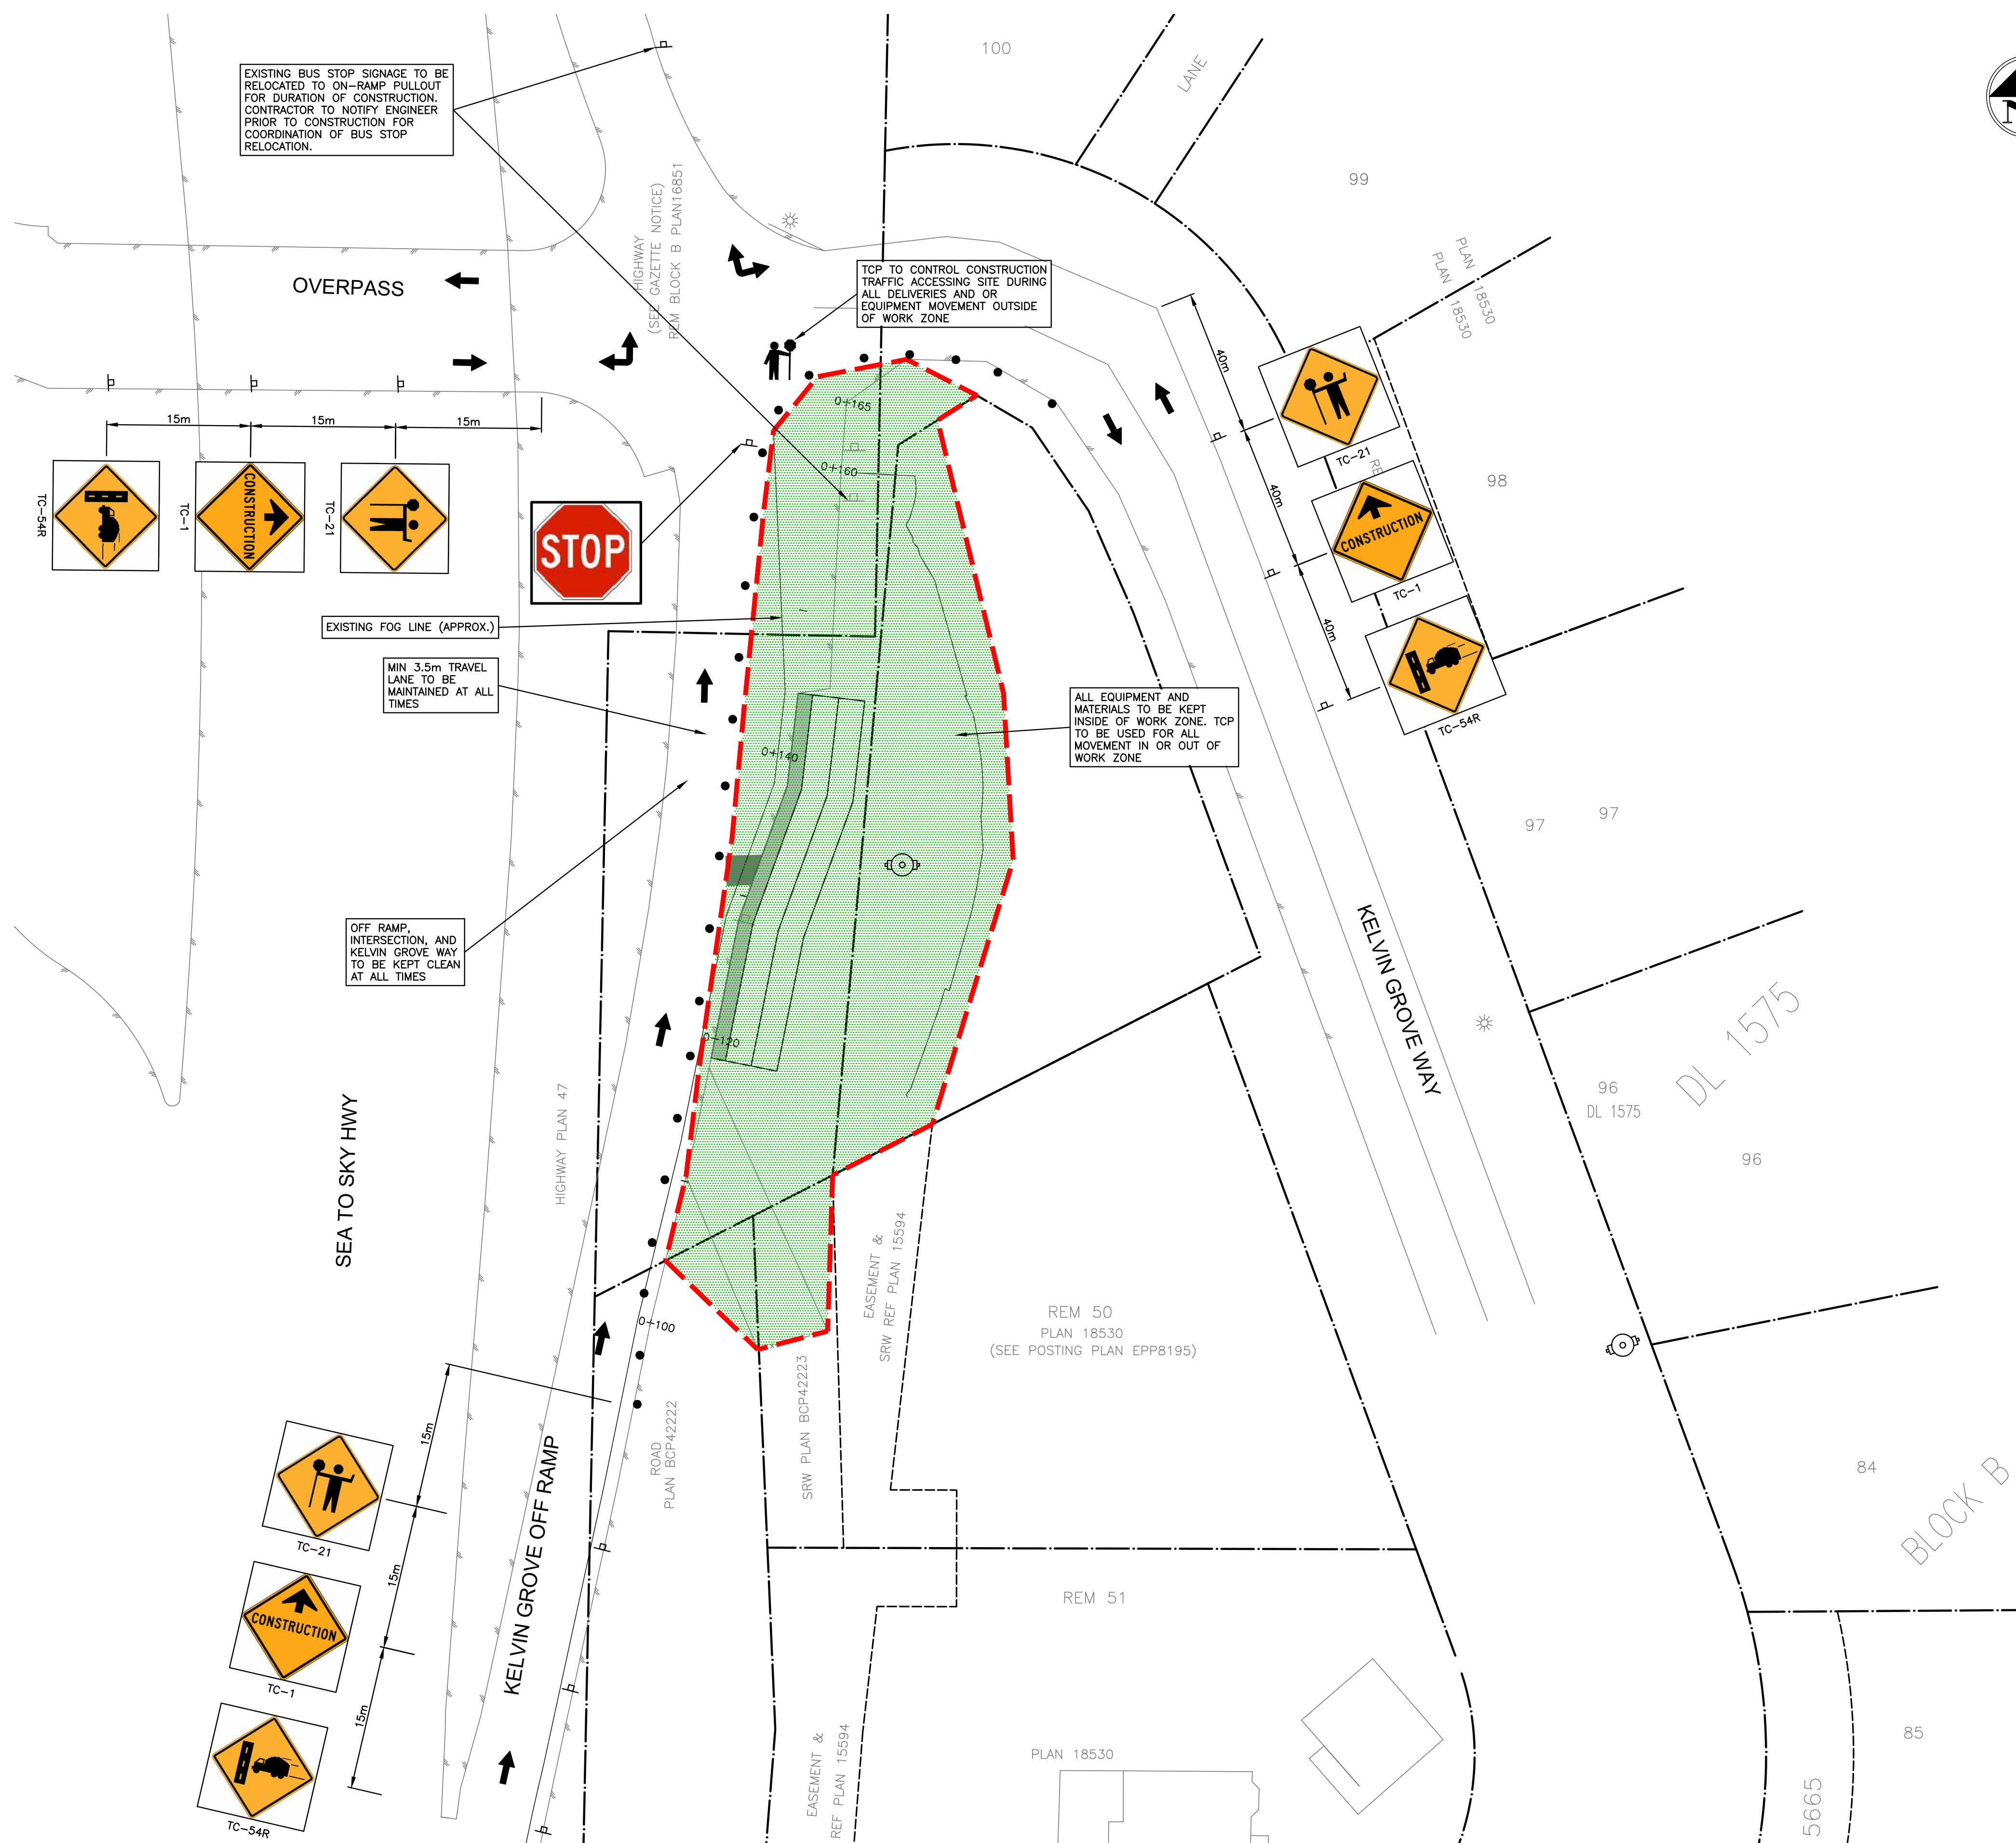 100
LANE
EXISTING BUS STOP SIGNAGE TO BE
RELOCATED TO ON-RAMP PULLOUT
FOR DURATION OF CONSTRUCTION.
CONTRACTOR TO NOTIFY ENGINEER
PRIOR TO CONSTRUCTION FOR
COORDINATION OF BUS STOP
RELOCATION.
N
99
HIGHWAY
(SEE GAZETTE NOTICE)
REM BLOCK B PLAN16851
PLAN 18530
PLAN 18530
OVERPASS
TCP TO CONTROL CONSTRUCTION
TRAFFIC ACCESSING SITE DURING
ALL DELIVERIES AND OR
EQUIPMENT MOVEMENT OUTSIDE
OF WORK ZONE
40m
TC-21
40m
CONSTRUCTION
TC-1
40m
TC-54R
98
15m
15m
15m
TC-54R
CONSTRUCTION
TC-1
TC-21
STOP
0+165
0+160
EXISTING FOG LINE (APPROX.)
MIN 3.5m TRAVEL
LANE TO BE
MAINTAINED AT ALL
TIMES
ALL EQUIPMENT AND
MATERIALS TO BE KEPT
INSIDE OF WORK ZONE. TCP
TO BE USED FOR ALL
MOVEMENT IN OR OUT OF
WORK ZONE
0+140
97
97
OFF RAMP,
INTERSECTION, AND
KELVIN GROVE WAY
TO BE KEPT CLEAN
AT ALL TIMES
KELVIN GROVE WAY
DL 1575
0+120
96
DL 1575
96
SEA TO SKY HWY
HIGHWAY PLAN 47
EASEMENT &
SRW REF PLAN 15594
REM 50
PLAN 18530
(SEE POSTING PLAN EPP8195)
0+100
SRW PLAN BCP42223
ROAD
PLAN BCP42222
15m
TC-21
15m
CONSTRUCTION
TC-1
15m
TC-54R
KELVIN GROVE OFF RAMP
84
BLOCK B
REM 51
85
EASEMENT &
REF PLAN 15594
PLAN 18530
5665